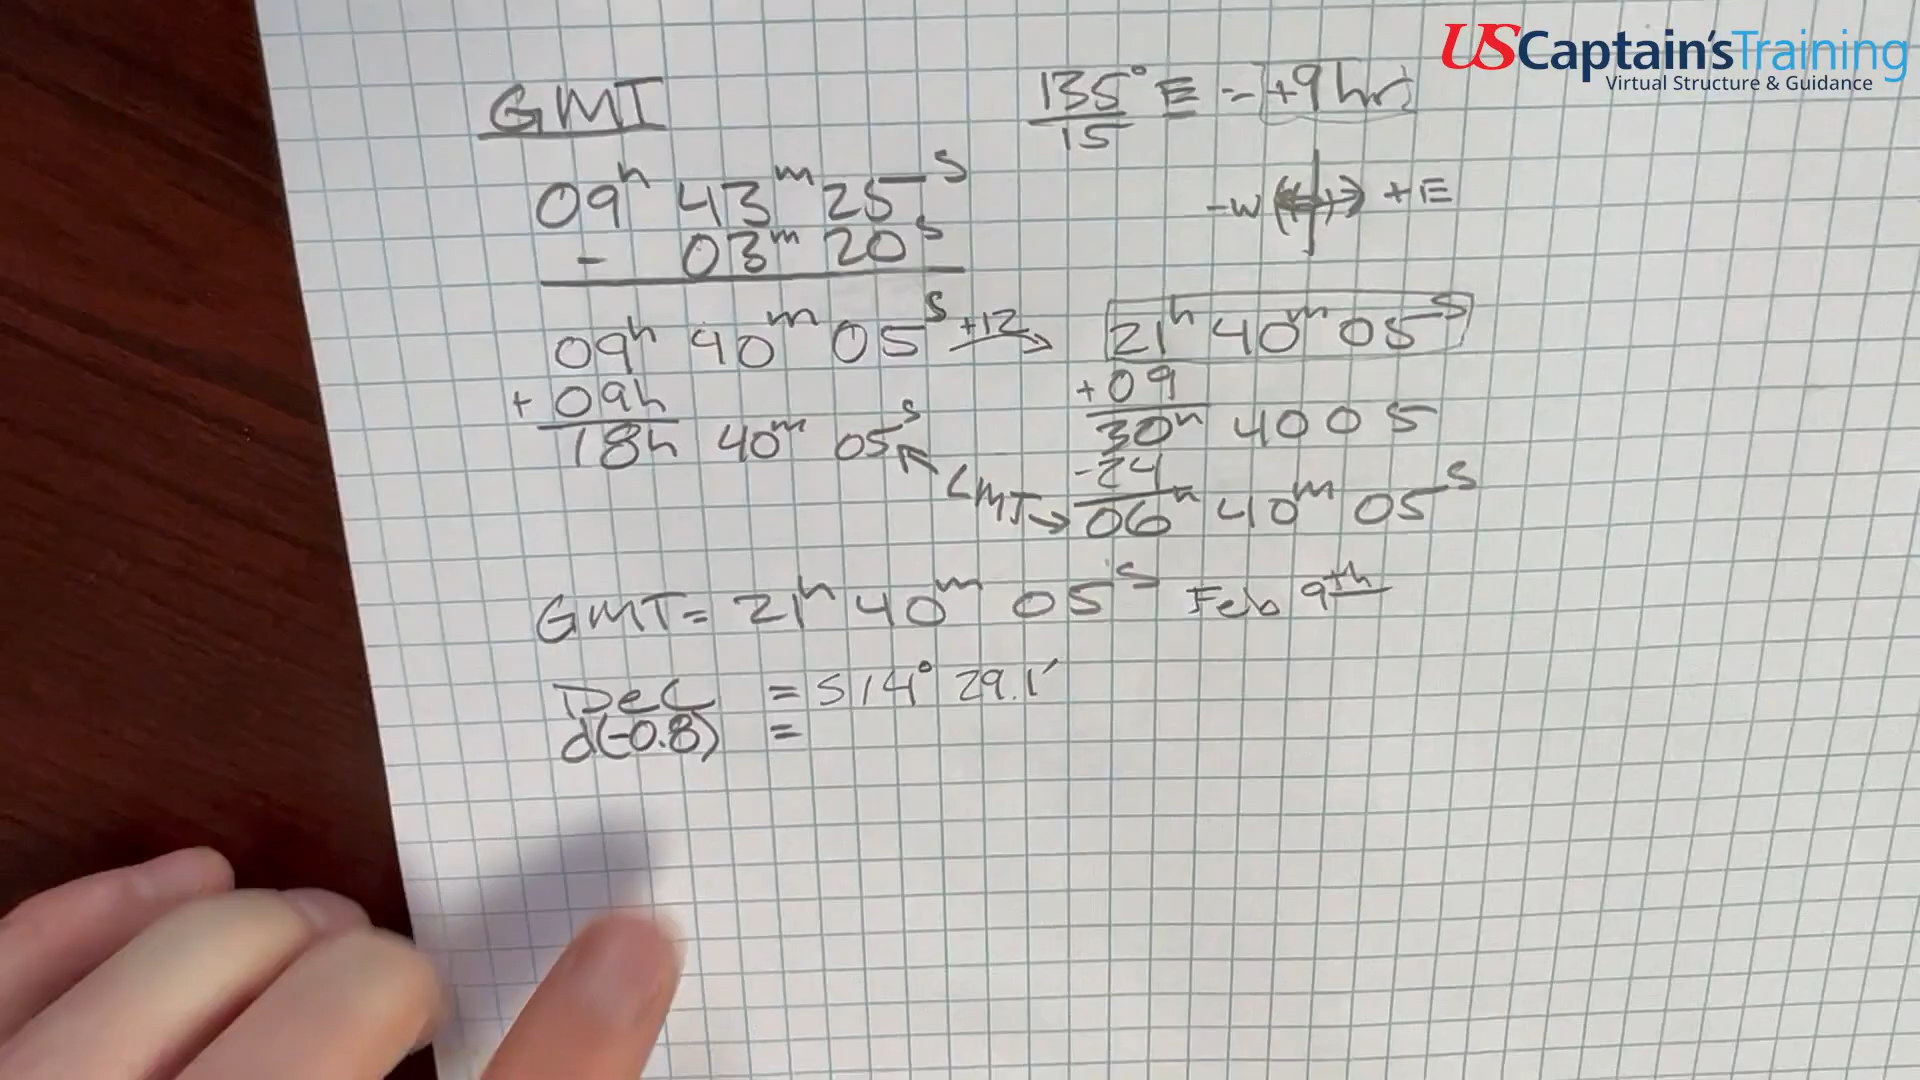 US Captain'sTraining
Virtual Structure & Guidance
GMT
09h 43m 25s
- 03m 20s
09h 40m 05s +12
+ 09h
18h 40m 05s
135° E = +9hr
15
-W + E
21h 40m 05s
+09
30h 40 05
-24
LMT → 06h 40m 05s
GMT = 21h 40m 05s Feb 9th
Dec = S14° 29.1'
d(-0.8) =